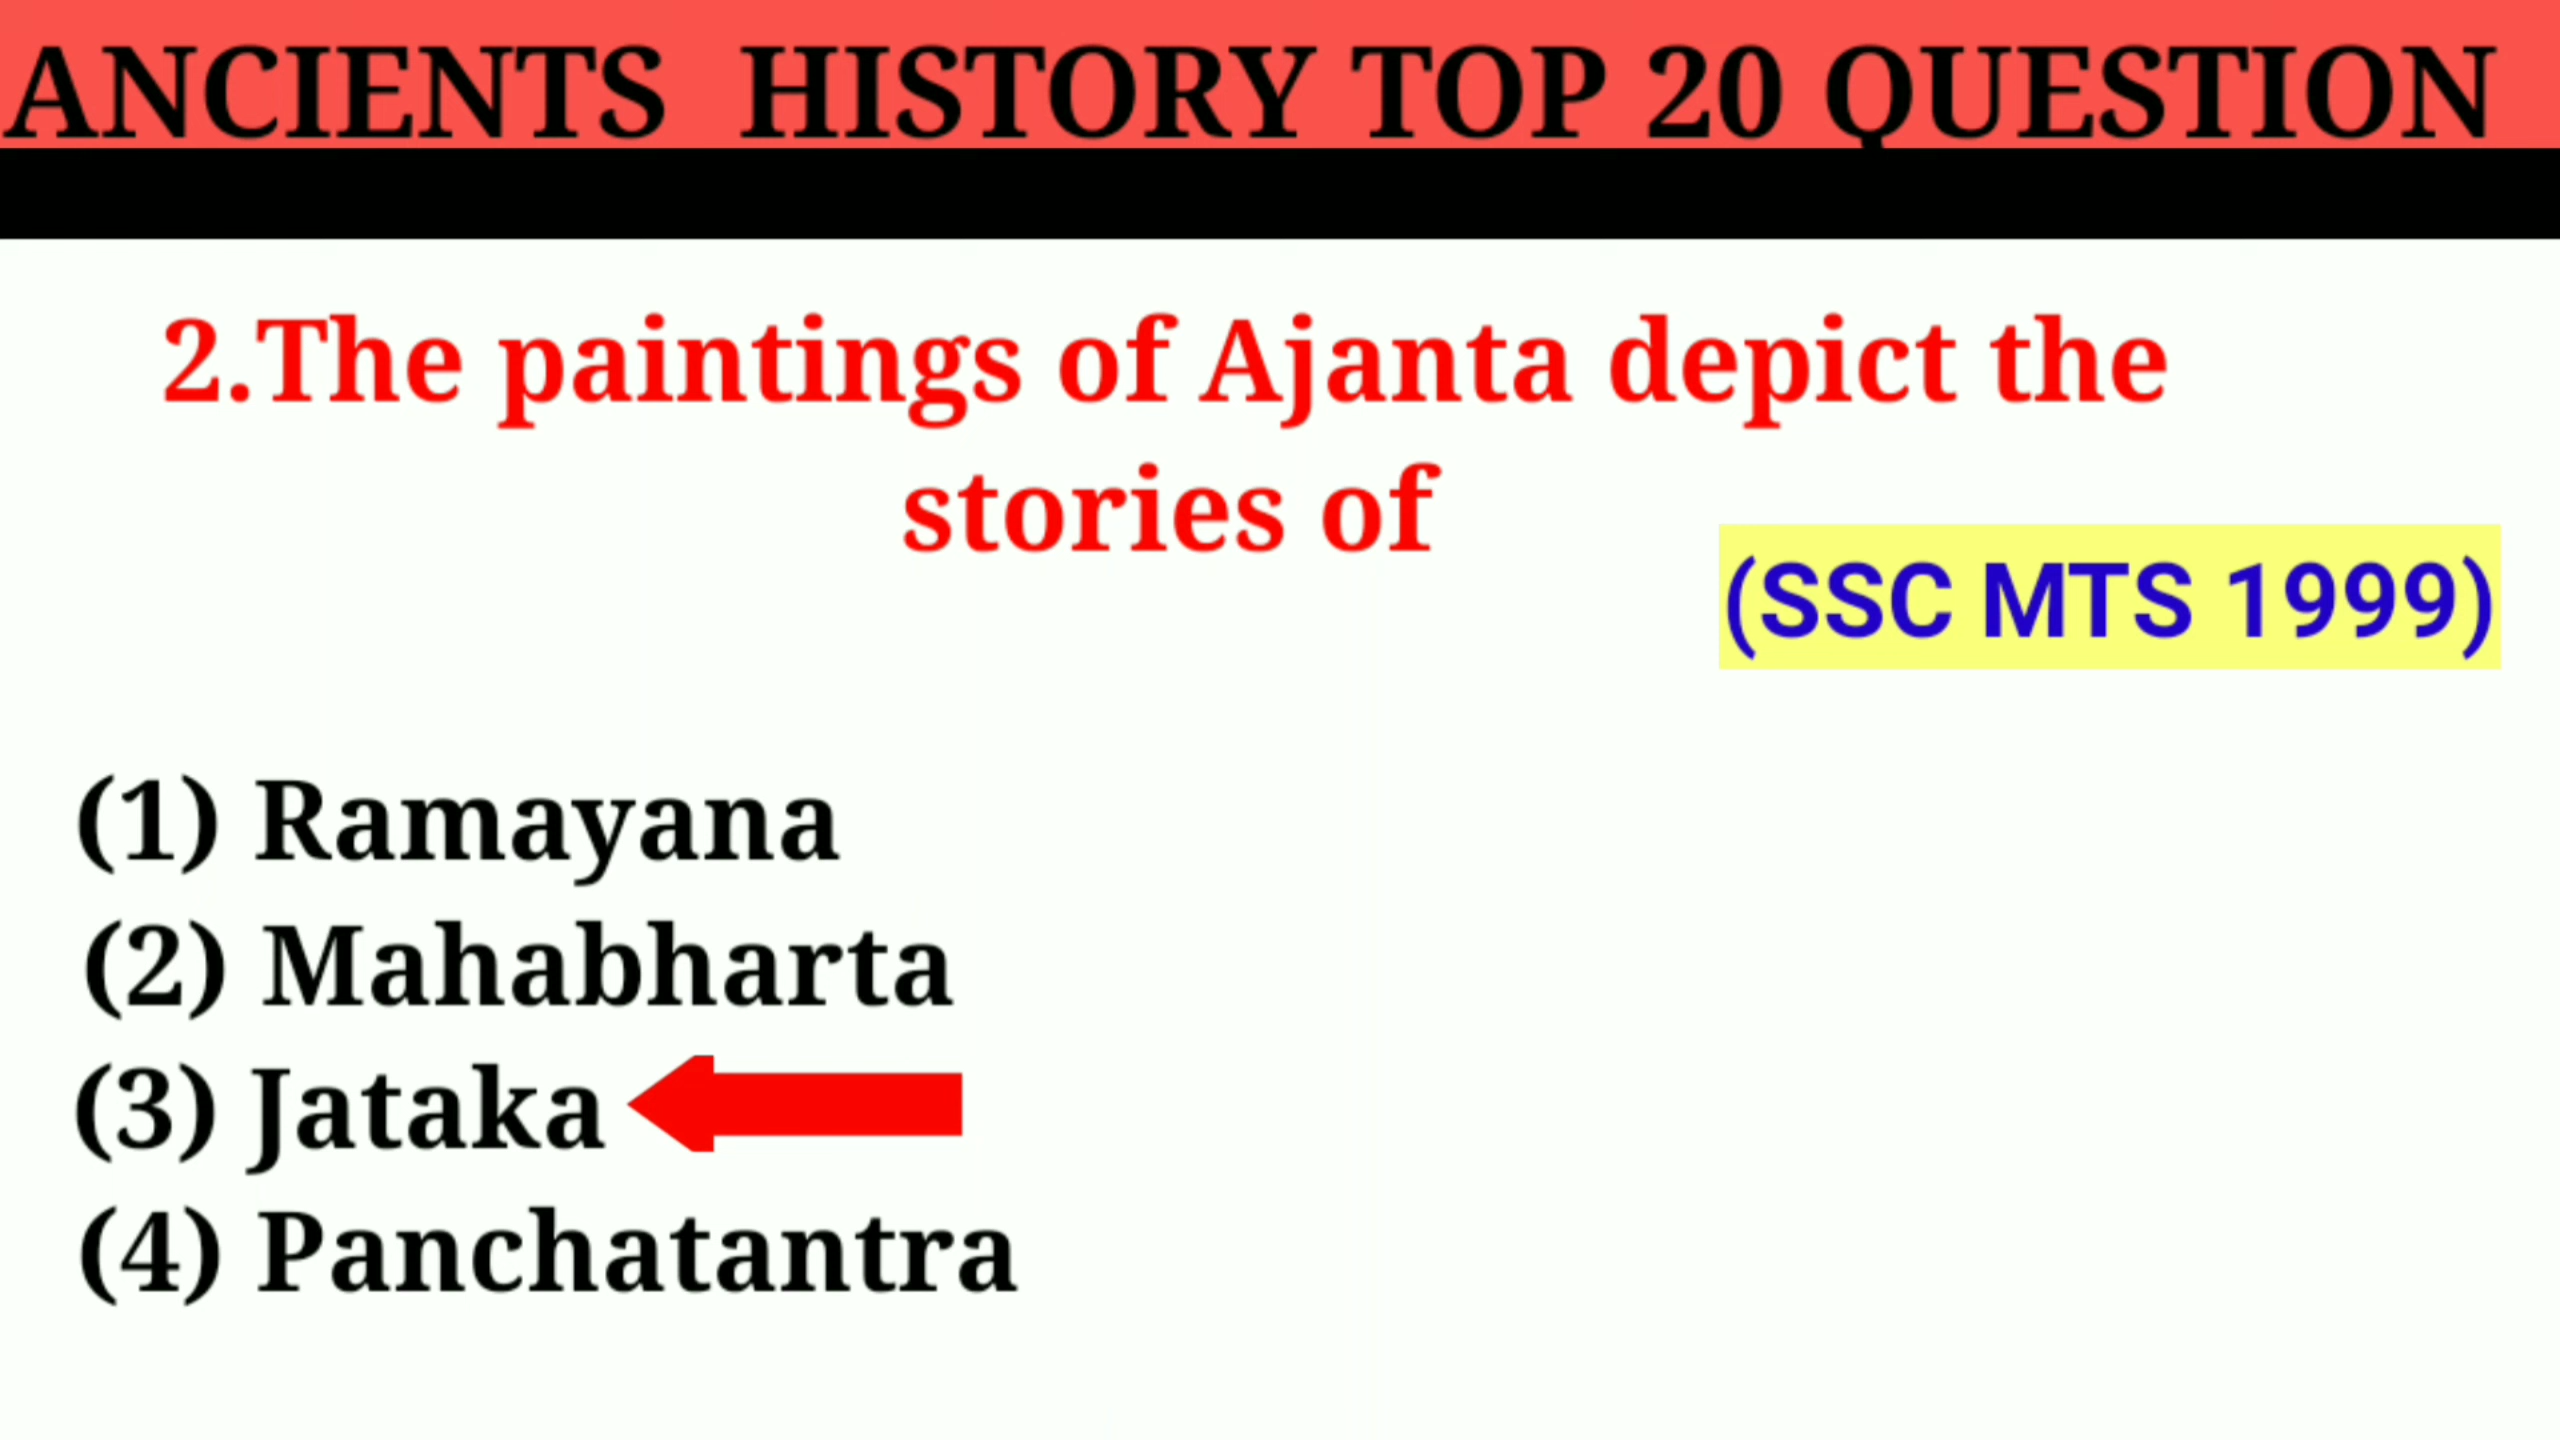 ANCIENTS HISTORY TOP 20 QUESTION
2.The paintings of Ajanta depict the
stories of
(SSC MTS 1999)
(1) Ramayana
(2) Mahabharta
(3) Jataka
(4) Panchatantra